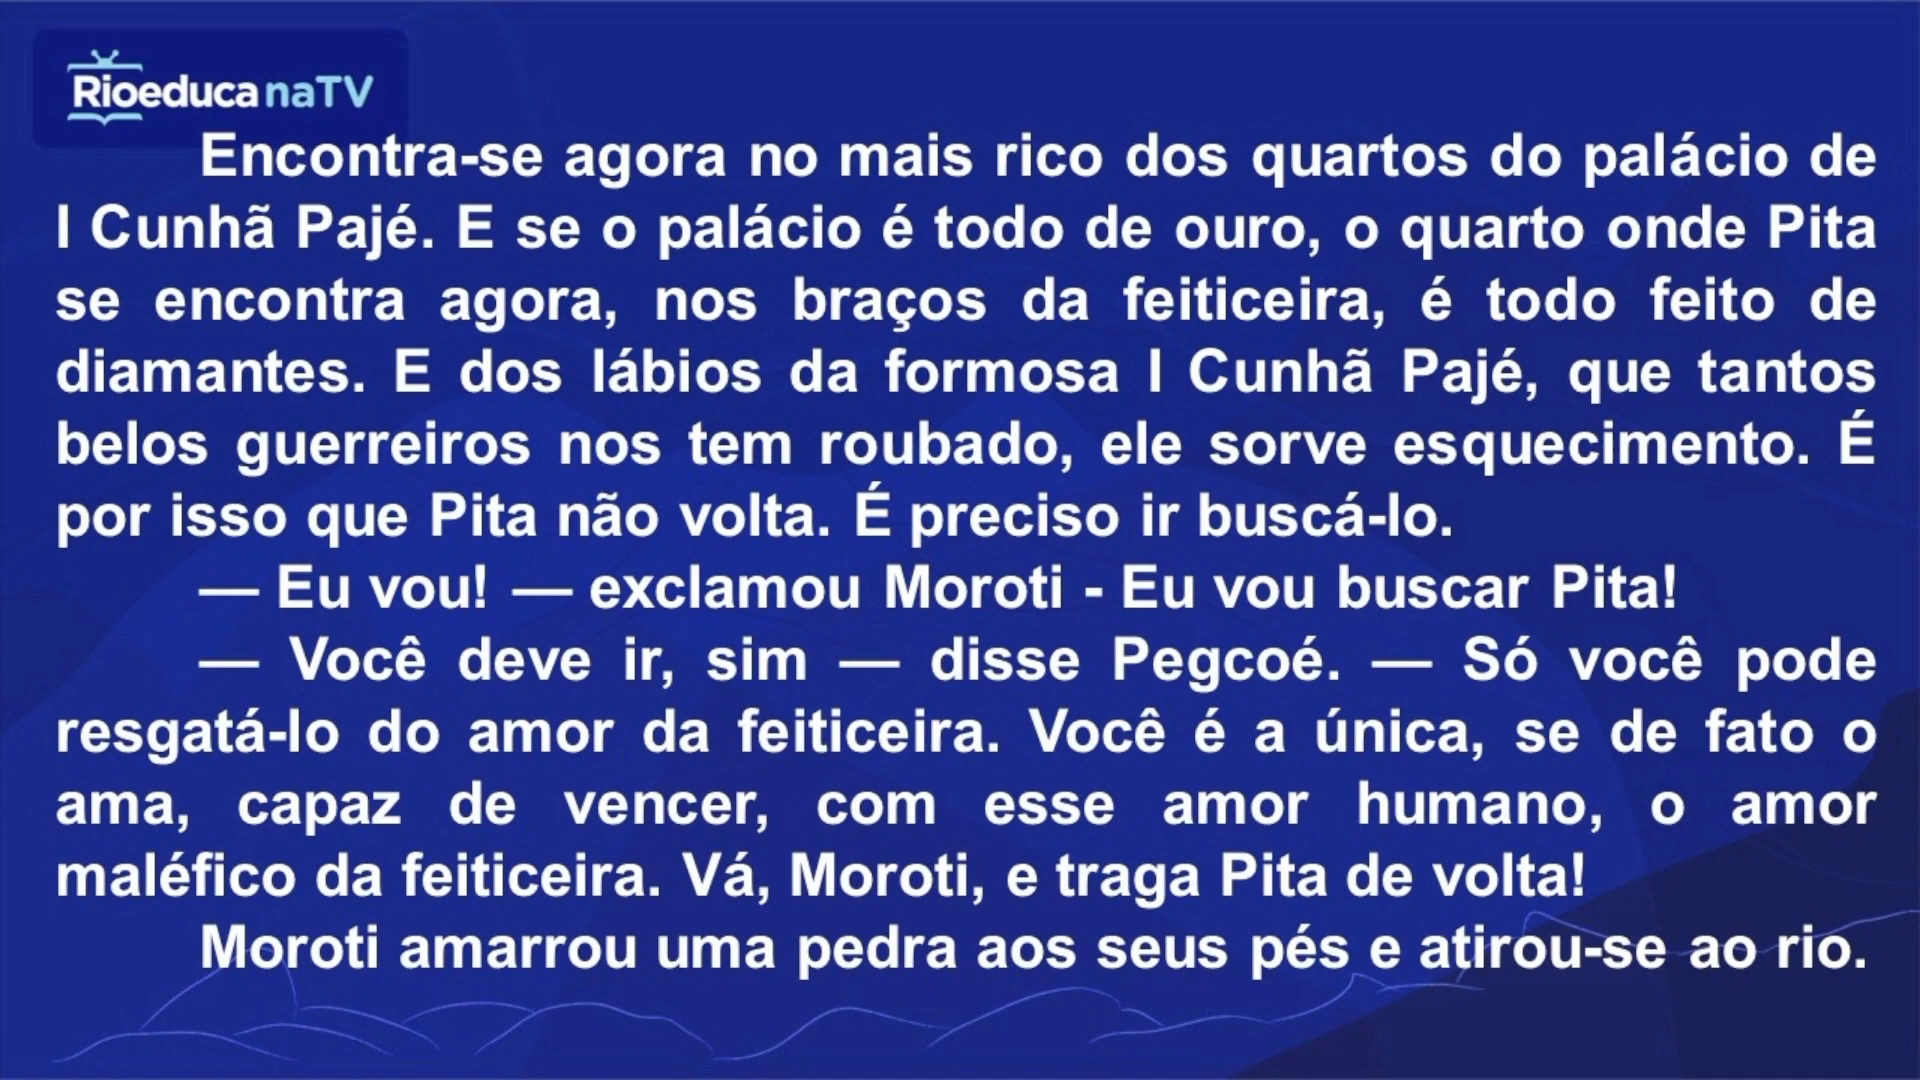 Rioeduca naTV
Encontra-se agora no mais rico dos quartos do palácio de
I Cunhã Pajé. E se o palácio é todo de ouro, o quarto onde Pita
se encontra agora, nos braços da feiticeira, é todo feito de
diamantes. E dos lábios da formosa I Cunhã Pajé, que tantos
belos guerreiros nos tem roubado, ele sorve esquecimento. É
por isso que Pita não volta. É preciso ir buscá-lo.
— Eu vou! — exclamou Moroti - Eu vou buscar Pita!
— Você deve ir, sim — disse Pegcoé. — Só você pode
resgatá-lo do amor da feiticeira. Você é a única, se de fato o
ama, capaz de vencer, com esse amor humano, o amor
maléfico da feiticeira. Vá, Moroti, e traga Pita de volta!
Moroti amarrou uma pedra aos seus pés e atirou-se ao rio.